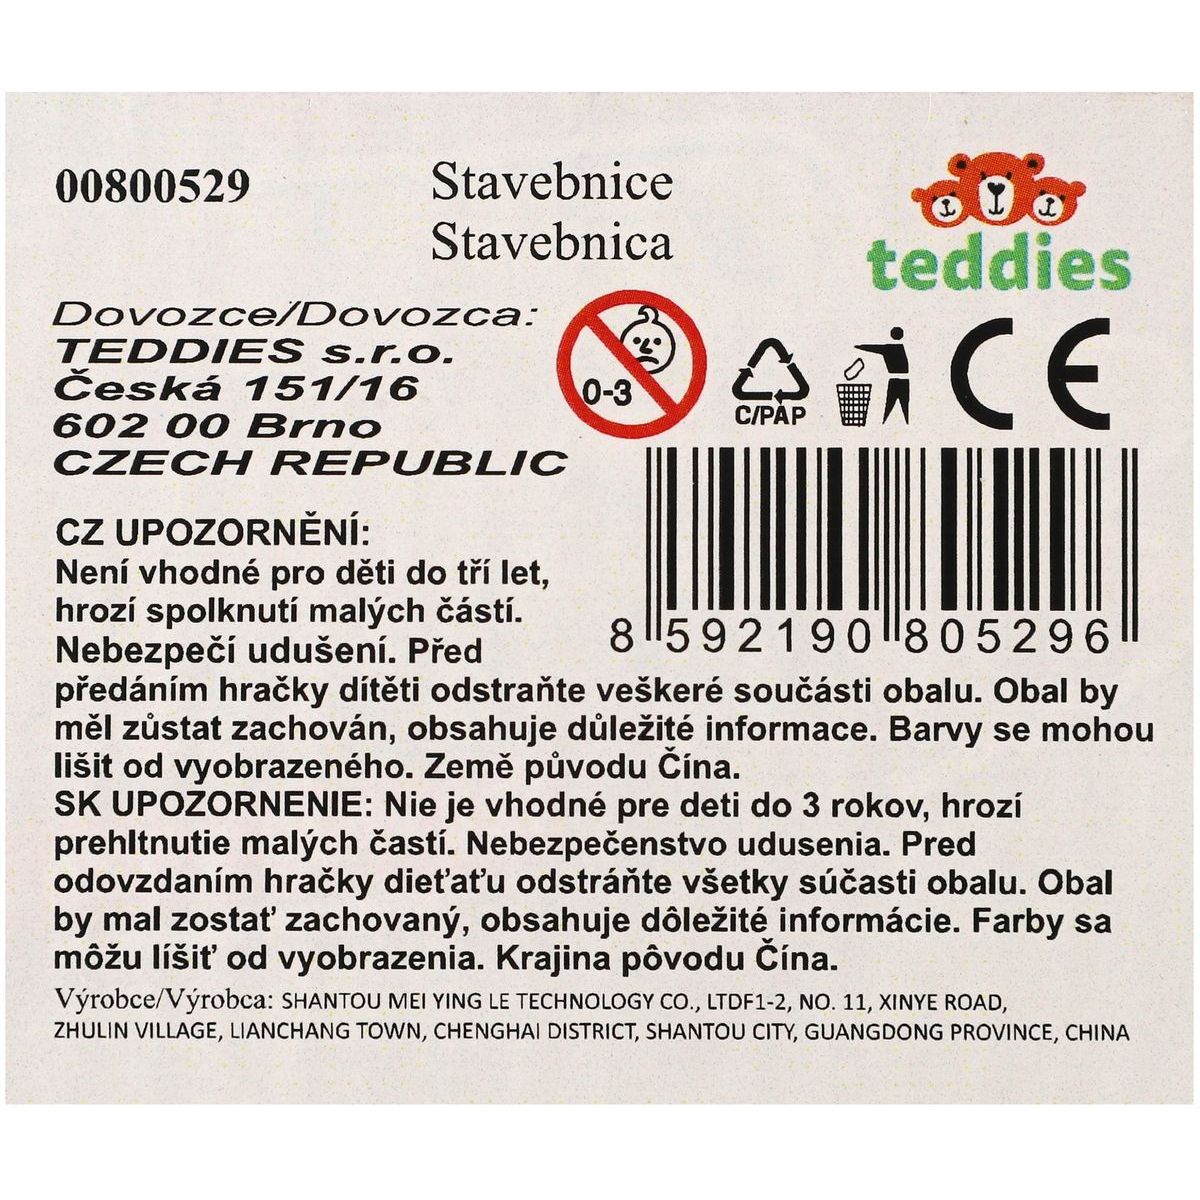 00800529
Stavebnice
Stavebnica
teddies
Dovozce/Dovozca:
TEDDIES s.r.o.
Česká 151/16
602 00 Brno
CZECH REPUBLIC
0-3
C/PAP
CE
8 592190 805296
CZ UPOZORNĚNÍ:
Není vhodné pro děti do tří let,
hrozí spolknutí malých částí.
Nebezpečí udušení. Před
předáním hračky dítěti odstraňte veškeré součásti obalu. Obal by
měl zůstat zachován, obsahuje důležité informace. Barvy se mohou
lišit od vyobrazeného. Země původu Čína.
SK UPOZORNENIE: Nie je vhodné pre deti do 3 rokov, hrozí
prehltnutie malých častí. Nebezpečenstvo udusenia. Pred
odovzdaním hračky dieťaťu odstráňte všetky súčasti obalu. Obal
by mal zostať zachovaný, obsahuje dôležité informácie. Farby sa
môžu líšiť od vyobrazenia. Krajina pôvodu Čína.
Výrobce/Výrobca: SHANTOU MEI YING LE TECHNOLOGY CO., LTDF1-2, NO. 11, XINYE ROAD,
ZHULIN VILLAGE, LIANCHANG TOWN, CHENGHAI DISTRICT, SHANTOU CITY, GUANGDONG PROVINCE, CHINA